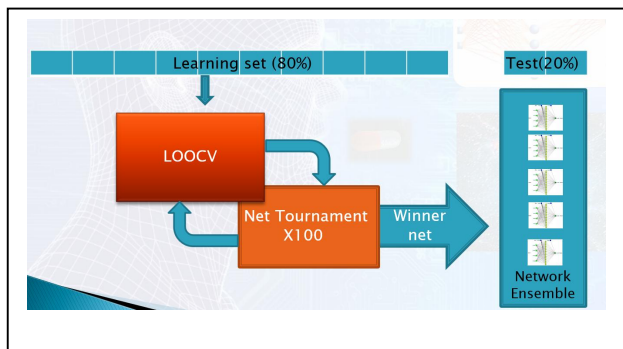 Learning set (80%)
Test(20%)
LOOCV
Net Tournament
X100
Winner
net
Network
Ensemble